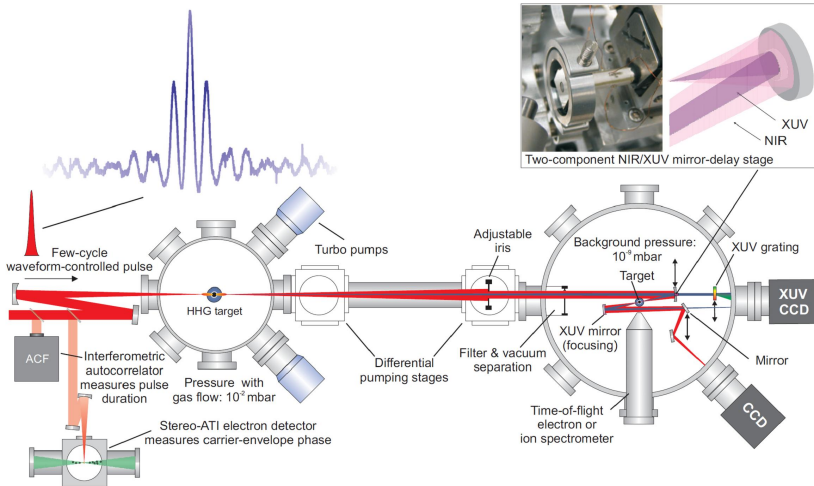 XUV
NIR
Two-component NIR/XUV mirror-delay stage
Few-cycle
waveform-controlled pulse
Turbo pumps
Adjustable
iris
Background pressure:
10⁻⁹ mbar
Target
XUV grating
HHG target
XUV
CCD
ACF
Interferometric
autocorrelator
measures pulse
duration
Pressure with
gas flow: 10⁻² mbar
Differential
pumping stages
Filter & vacuum
separation
XUV mirror
(focusing)
Mirror
Time-of-flight
electron or
ion spectrometer
CCD
Stereo-ATI electron detector
measures carrier-envelope phase